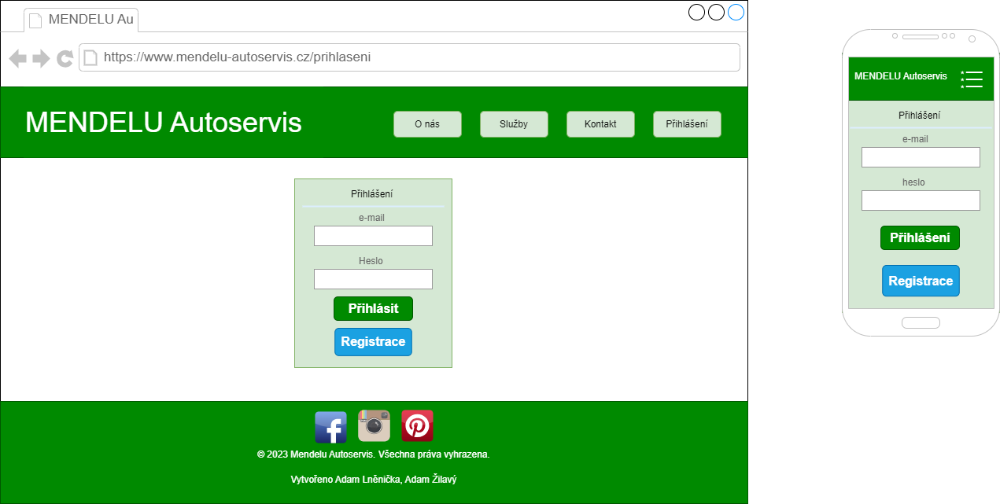 MENDELU Au
https://www.mendelu-autoservis.cz/prihlaseni
MENDELU Autoservis
O nás
Služby
Kontakt
Přihlášení
Přihlášení
e-mail
Heslo
Přihlásit
Registrace
© 2023 Mendelu Autoservis. Všechna práva vyhrazena.
Vytvořeno Adam Lněnička, Adam Žilavý
MENDELU Autoservis
Přihlášení
e-mail
heslo
Přihlášení
Registrace